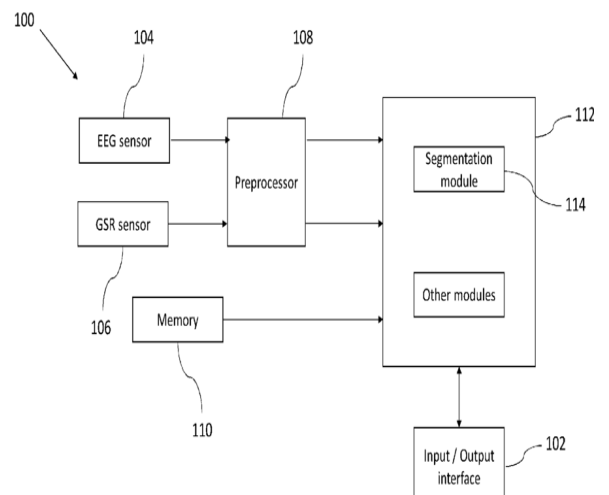 100
104
108
EEG sensor
Preprocessor
112
Segmentation
module
114
GSR sensor
106
Other modules
Memory
110
Input / Output
interface
102